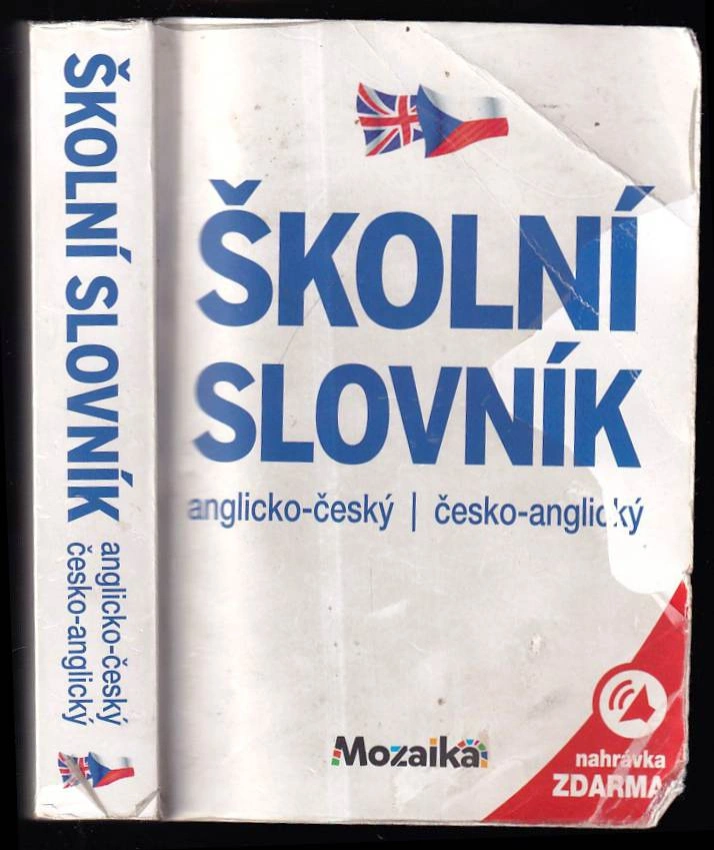 ŠKOLNÍ SLOVNÍK
anglicko-český
česko-anglický
ŠKOLNÍ
SLOVNÍK
anglicko-český | česko-anglický
Mozaika
nahrávka
ZDARMA